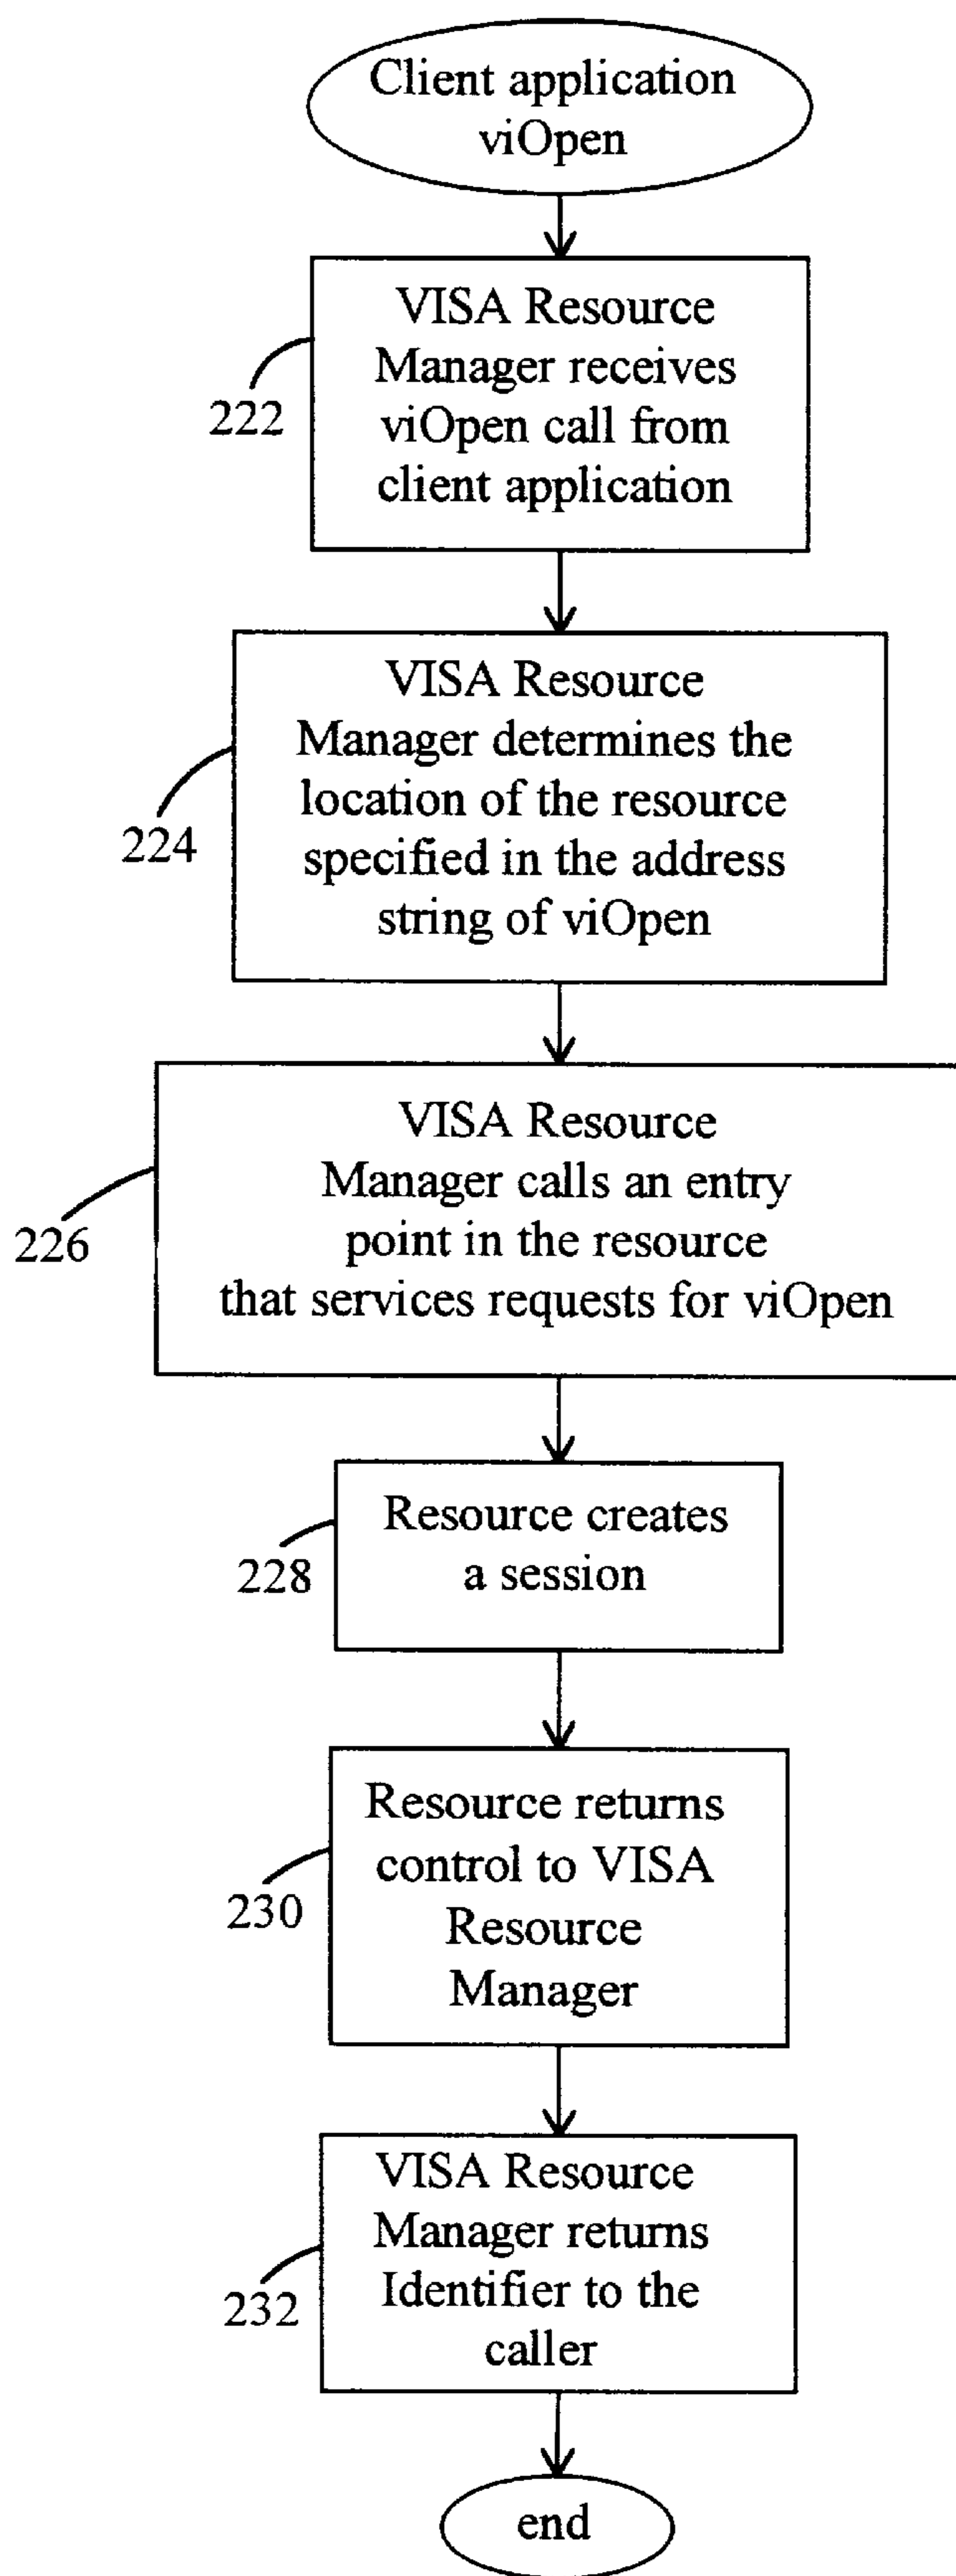 Client application
viOpen
VISA Resource
Manager receives
viOpen call from
client application
222
VISA Resource
Manager determines the
location of the resource
specified in the address
string of viOpen
224
VISA Resource
Manager calls an entry
point in the resource
that services requests for viOpen
226
Resource creates
a session
228
Resource returns
control to VISA
Resource
Manager
230
VISA Resource
Manager returns
Identifier to the
caller
232
end